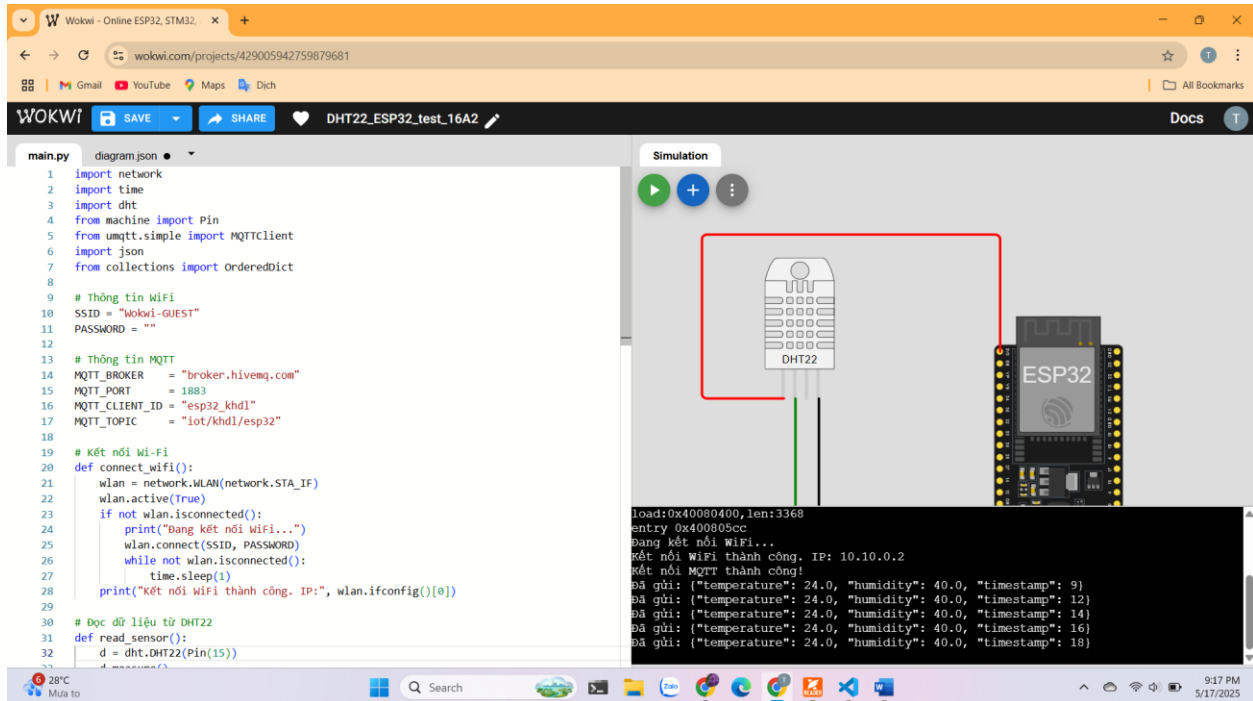 Wokwi - Online ESP32, STM32,
wokwi.com/projects/429005942759879681
T
Gmail YouTube Maps Dịch
All Bookmarks
WOKWI SAVE SHARE DHT22_ESP32_test_16A2 Docs T
main.py diagram.json ●
1 import network
2 import time
3 import dht
4 from machine import Pin
5 from umqtt.simple import MQTTClient
6 import json
7 from collections import OrderedDict
8
9 # Thông tin WiFi
10 SSID = "Wokwi-GUEST"
11 PASSWORD = ""
12
13 # Thông tin MQTT
14 MQTT_BROKER    = "broker.hivemq.com"
15 MQTT_PORT      = 1883
16 MQTT_CLIENT_ID = "esp32_khdl"
17 MQTT_TOPIC     = "iot/khdl/esp32"
18
19 # Kết nối Wi-Fi
20 def connect_wifi():
21     wlan = network.WLAN(network.STA_IF)
22     wlan.active(True)
23     if not wlan.isconnected():
24         print("Đang kết nối WiFi...")
25         wlan.connect(SSID, PASSWORD)
26         while not wlan.isconnected():
27             time.sleep(1)
28     print("Kết nối WiFi thành công. IP:", wlan.ifconfig()[0])
29
30 # Đọc dữ liệu từ DHT22
31 def read_sensor():
32     d = dht.DHT22(Pin(15))
Simulation
DHT22
ESP32
load:0x40080400,len:3368
entry 0x400805cc
Đang kết nối WiFi...
Kết nối WiFi thành công. IP: 10.10.0.2
Kết nối MQTT thành công!
Đã gửi: {"temperature": 24.0, "humidity": 40.0, "timestamp": 9}
Đã gửi: {"temperature": 24.0, "humidity": 40.0, "timestamp": 12}
Đã gửi: {"temperature": 24.0, "humidity": 40.0, "timestamp": 14}
Đã gửi: {"temperature": 24.0, "humidity": 40.0, "timestamp": 16}
Đã gửi: {"temperature": 24.0, "humidity": 40.0, "timestamp": 18}
6
28°C
Mưa to
Search
Zalo
9:17 PM
5/17/2025